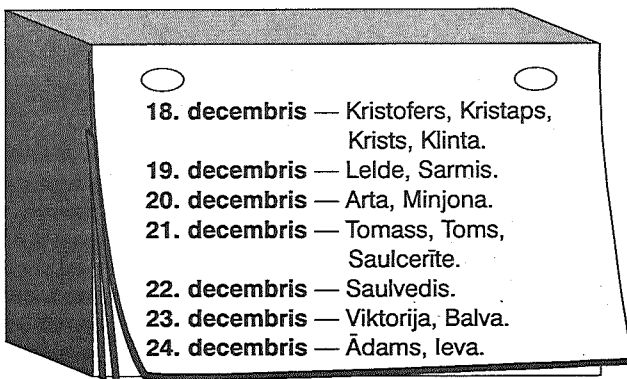 18. decembris — Kristofers, Kristaps,
Krists, Klinta.
19. decembris — Lelde, Sarmis.
20. decembris — Arta, Minjona.
21. decembris — Tomass, Toms,
Saulcerīte.
22. decembris — Saulvedis.
23. decembris — Viktorija, Balva.
24. decembris — Ādams, Ieva.